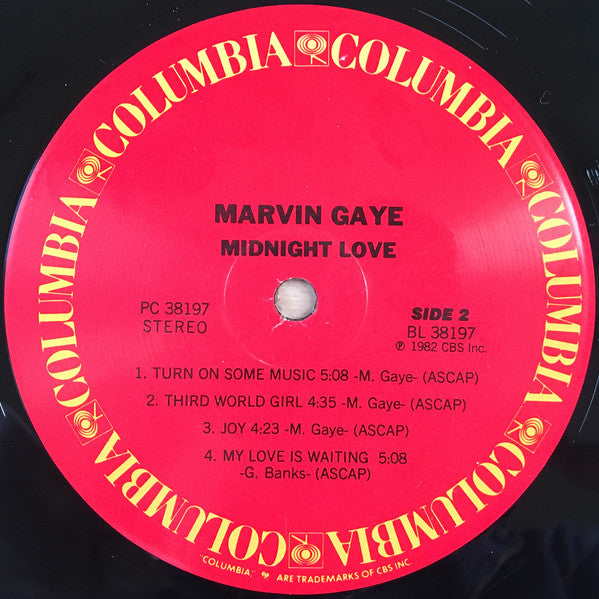 COLUMBIA COLUMBIA COLUMBIA COLUMBIA COLUMBIA COLUMBIA COLUMBIA COLUMBIA
MARVIN GAYE
MIDNIGHT LOVE
PC 38197 SIDE 2
STEREO BL 38197
℗ 1982 CBS Inc.
1. TURN ON SOME MUSIC 5:08 -M. Gaye- (ASCAP)
2. THIRD WORLD GIRL 4:35 -M. Gaye- (ASCAP)
3. JOY 4:23 -M. Gaye- (ASCAP)
4. MY LOVE IS WAITING 5:08
-G. Banks- (ASCAP)
"COLUMBIA," ARE TRADEMARKS OF CBS INC.